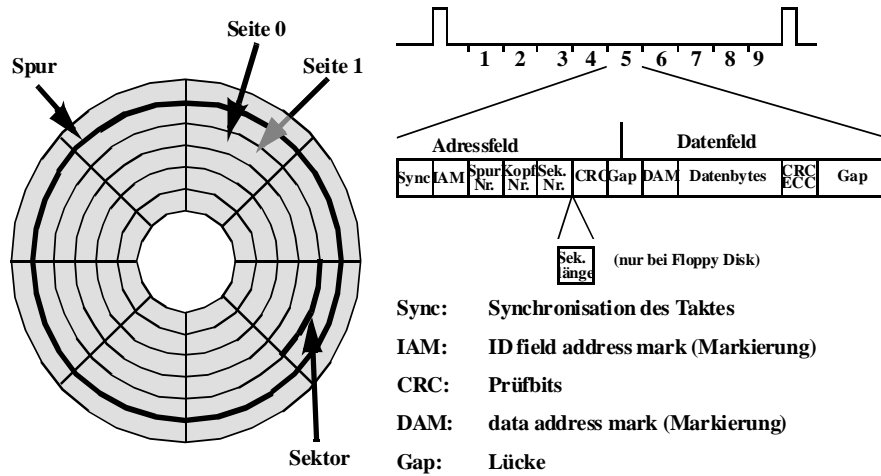 Seite 0
Spur
Seite 1
Sektor
1 2 3 4 5 6 7 8 9
Adressfeld Datenfeld
Sync IAM Spur Nr. Kopf Nr. Sek. Nr. CRC Gap DAM Datenbytes CRC ECC Gap
Sek. länge (nur bei Floppy Disk)
Sync: Synchronisation des Taktes
IAM: ID field address mark (Markierung)
CRC: Prüfbits
DAM: data address mark (Markierung)
Gap: Lücke